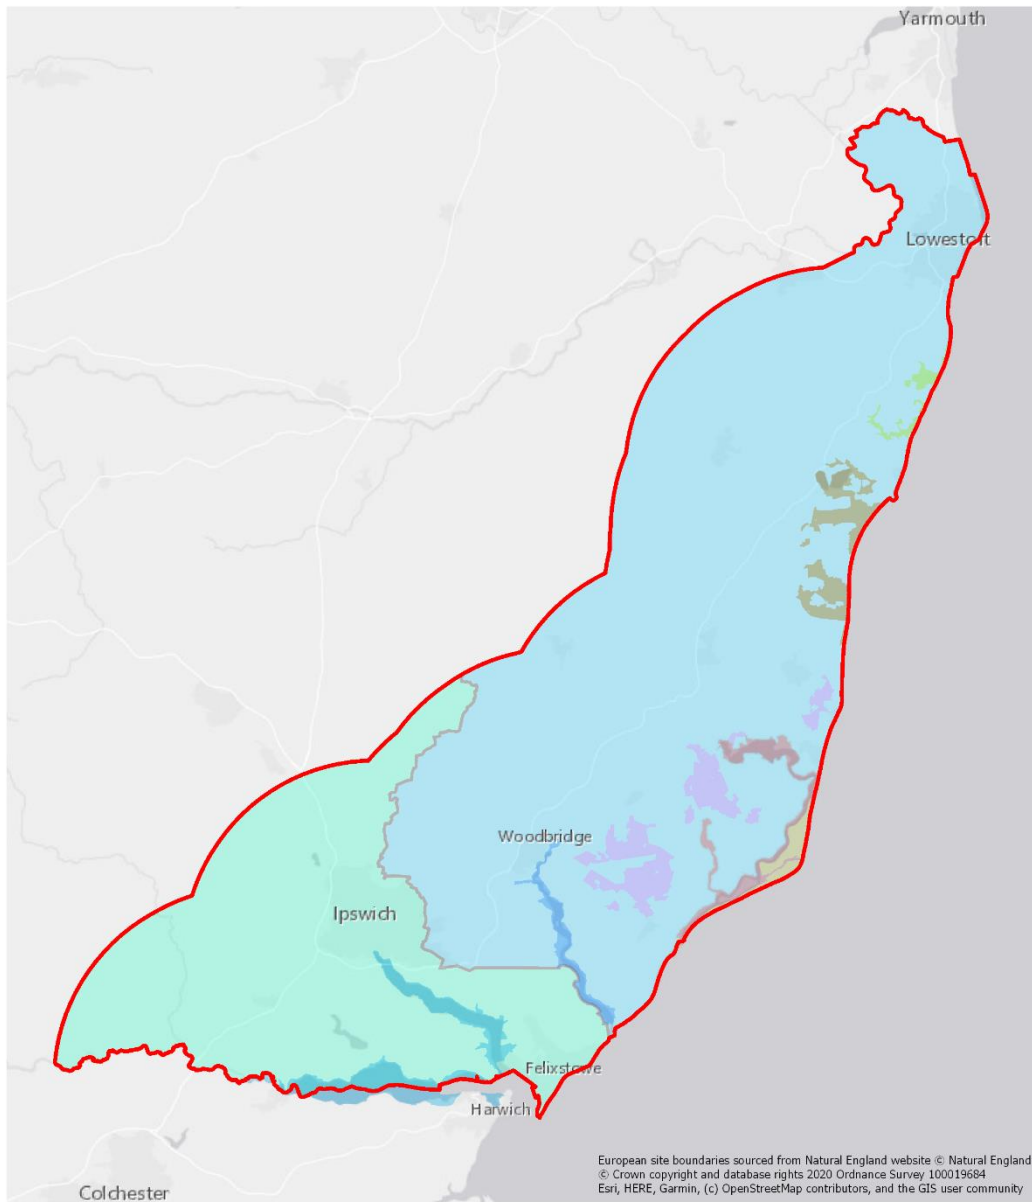 Yarmouth
Lowestoft
Woodbridge
Ipswich
Felixstowe
Harwich
European site boundaries sourced from Natural England website © Natural England
© Crown copyright and database rights 2020 Ordnance Survey 100019684
Esri, HERE, Garmin, (c) OpenStreetMap contributors, and the GIS user community
Colchester